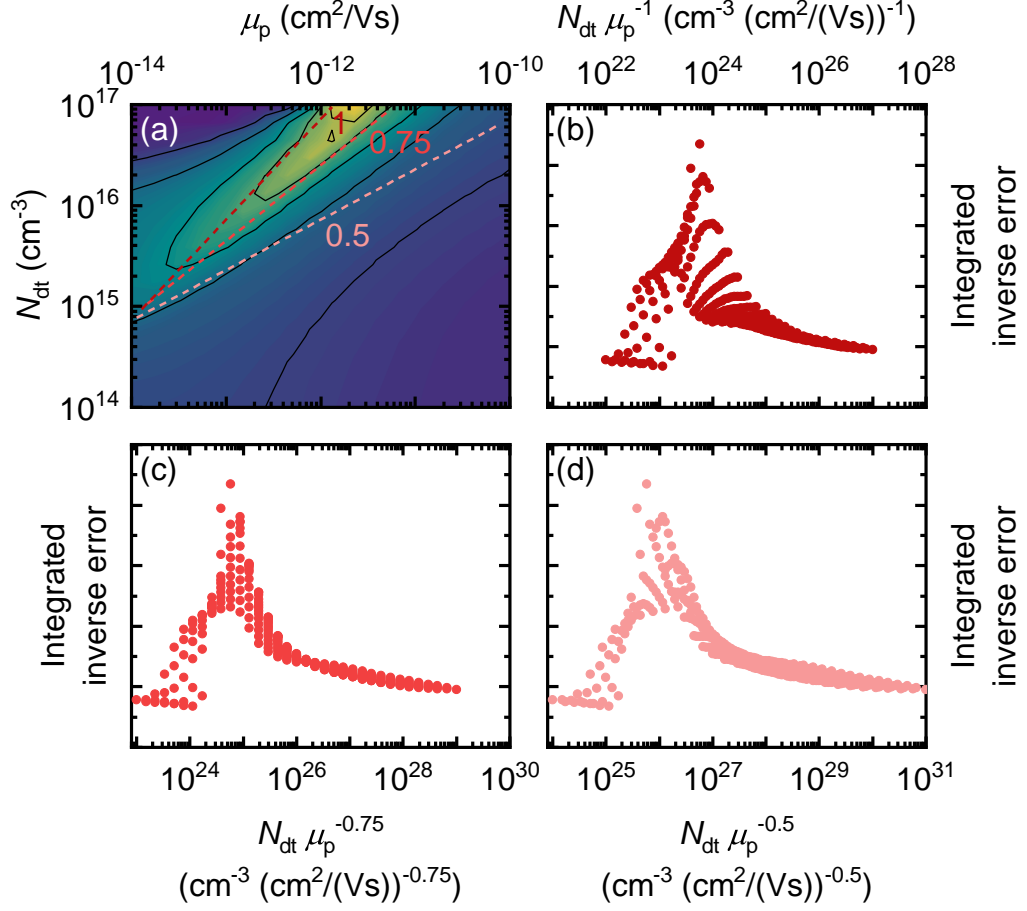 μp (cm²/Vs)
Ndt μp⁻¹ (cm⁻³ (cm²/(Vs))⁻¹)
10⁻¹⁴ 10⁻¹² 10⁻¹⁰
10²² 10²⁴ 10²⁶ 10²⁸
10¹⁷
10¹⁶
10¹⁵
10¹⁴
Ndt (cm⁻³)
(a)
1
0.75
0.5
(b)
Integrated
inverse error
(c)
Integrated
inverse error
(d)
Integrated
inverse error
10²⁴ 10²⁶ 10²⁸ 10³⁰
10²⁵ 10²⁷ 10²⁹ 10³¹
Ndt μp⁻⁰·⁷⁵
(cm⁻³ (cm²/(Vs))⁻⁰·⁷⁵)
Ndt μp⁻⁰·⁵
(cm⁻³ (cm²/(Vs))⁻⁰·⁵)